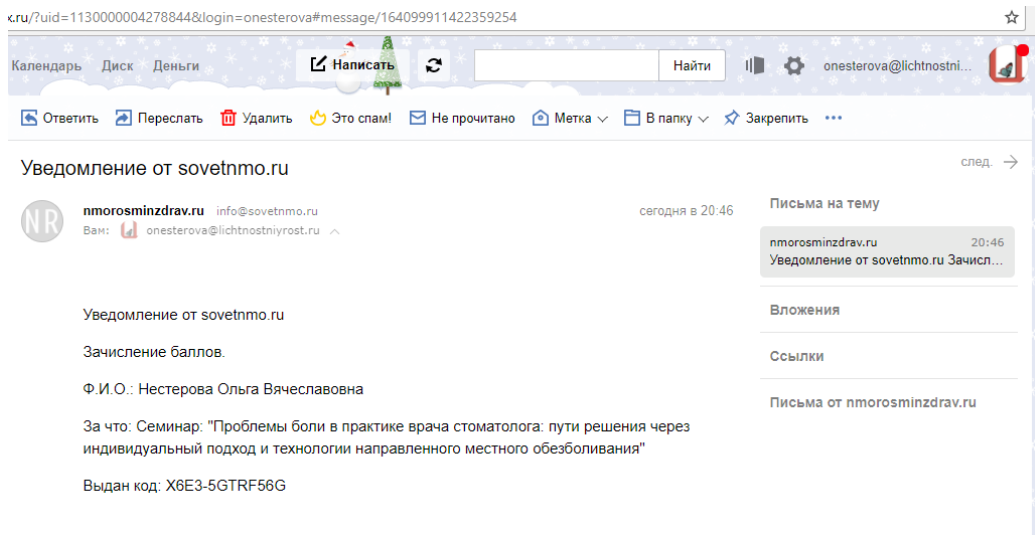 x.ru/?uid=1130000004278844&login=onesterova#message/164099911422359254
Календарь Диск Деньги Написать Найти onesterova@lichtnostni...
Ответить Переслать Удалить Это спам! Не прочитано Метка В папку Закрепить ...
Уведомление от sovetnmo.ru
след.
NR
nmorosminzdrav.ru info@sovetnmo.ru сегодня в 20:46
Вам: onesterova@lichtnostniyrost.ru
Письма на тему
nmorosminzdrav.ru 20:46
Уведомление от sovetnmo.ru Зачисл...
Вложения
Ссылки
Письма от nmorosminzdrav.ru
Уведомление от sovetnmo.ru
Зачисление баллов.
Ф.И.О.: Нестерова Ольга Вячеславовна
За что: Семинар: "Проблемы боли в практике врача стоматолога: пути решения через
индивидуальный подход и технологии направленного местного обезболивания"
Выдан код: X6E3-5GTRF56G